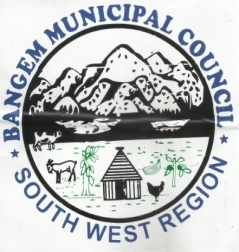 BANGEM MUNICIPAL COUNCIL
SOUTH WEST REGION